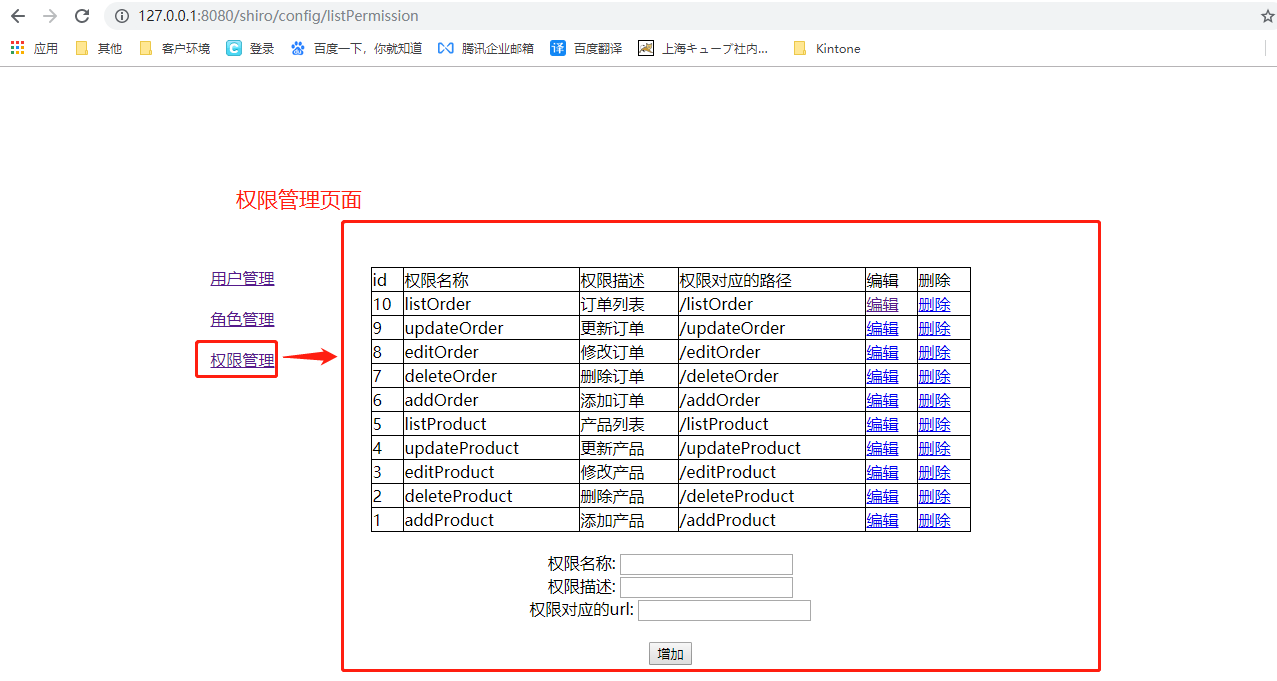 127.0.0.1:8080/shiro/config/listPermission
应用 其他 客户环境 登录 百度一下，你就知道 腾讯企业邮箱 百度翻译 上海キューブ社内... Kintone
权限管理页面
用户管理
角色管理
权限管理
id 权限名称 权限描述 权限对应的路径 编辑 删除
10 listOrder 订单列表 /listOrder 编辑 删除
9 updateOrder 更新订单 /updateOrder 编辑 删除
8 editOrder 修改订单 /editOrder 编辑 删除
7 deleteOrder 删除订单 /deleteOrder 编辑 删除
6 addOrder 添加订单 /addOrder 编辑 删除
5 listProduct 产品列表 /listProduct 编辑 删除
4 updateProduct 更新产品 /updateProduct 编辑 删除
3 editProduct 修改产品 /editProduct 编辑 删除
2 deleteProduct 删除产品 /deleteProduct 编辑 删除
1 addProduct 添加产品 /addProduct 编辑 删除
权限名称:
权限描述:
权限对应的url:
增加